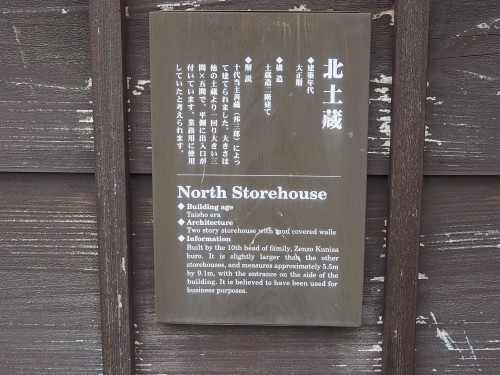 北土蔵
◆建築年代
大正期
◆構造
土蔵造二階建て
◆解説
十代当主善蔵（邦三郎）によっ
て建てられました。大きさは
他の土蔵より一回り大きい三
間×五間で、平側に出入口が
付いています。業務用に使用
していたと考えられます。
North Storehouse
◆ Building age
Taisho era
◆ Architecture
Two story storehouse with mud covered walls
◆ Information
Built by the 10th head of family, Zenzo Kunisa
buro. It is slightly larger than the other
storehouses, and measures approximately 5.5m
by 9.1m, with the entrance on the side of the
building. It is believed to have been used for
business purposes.